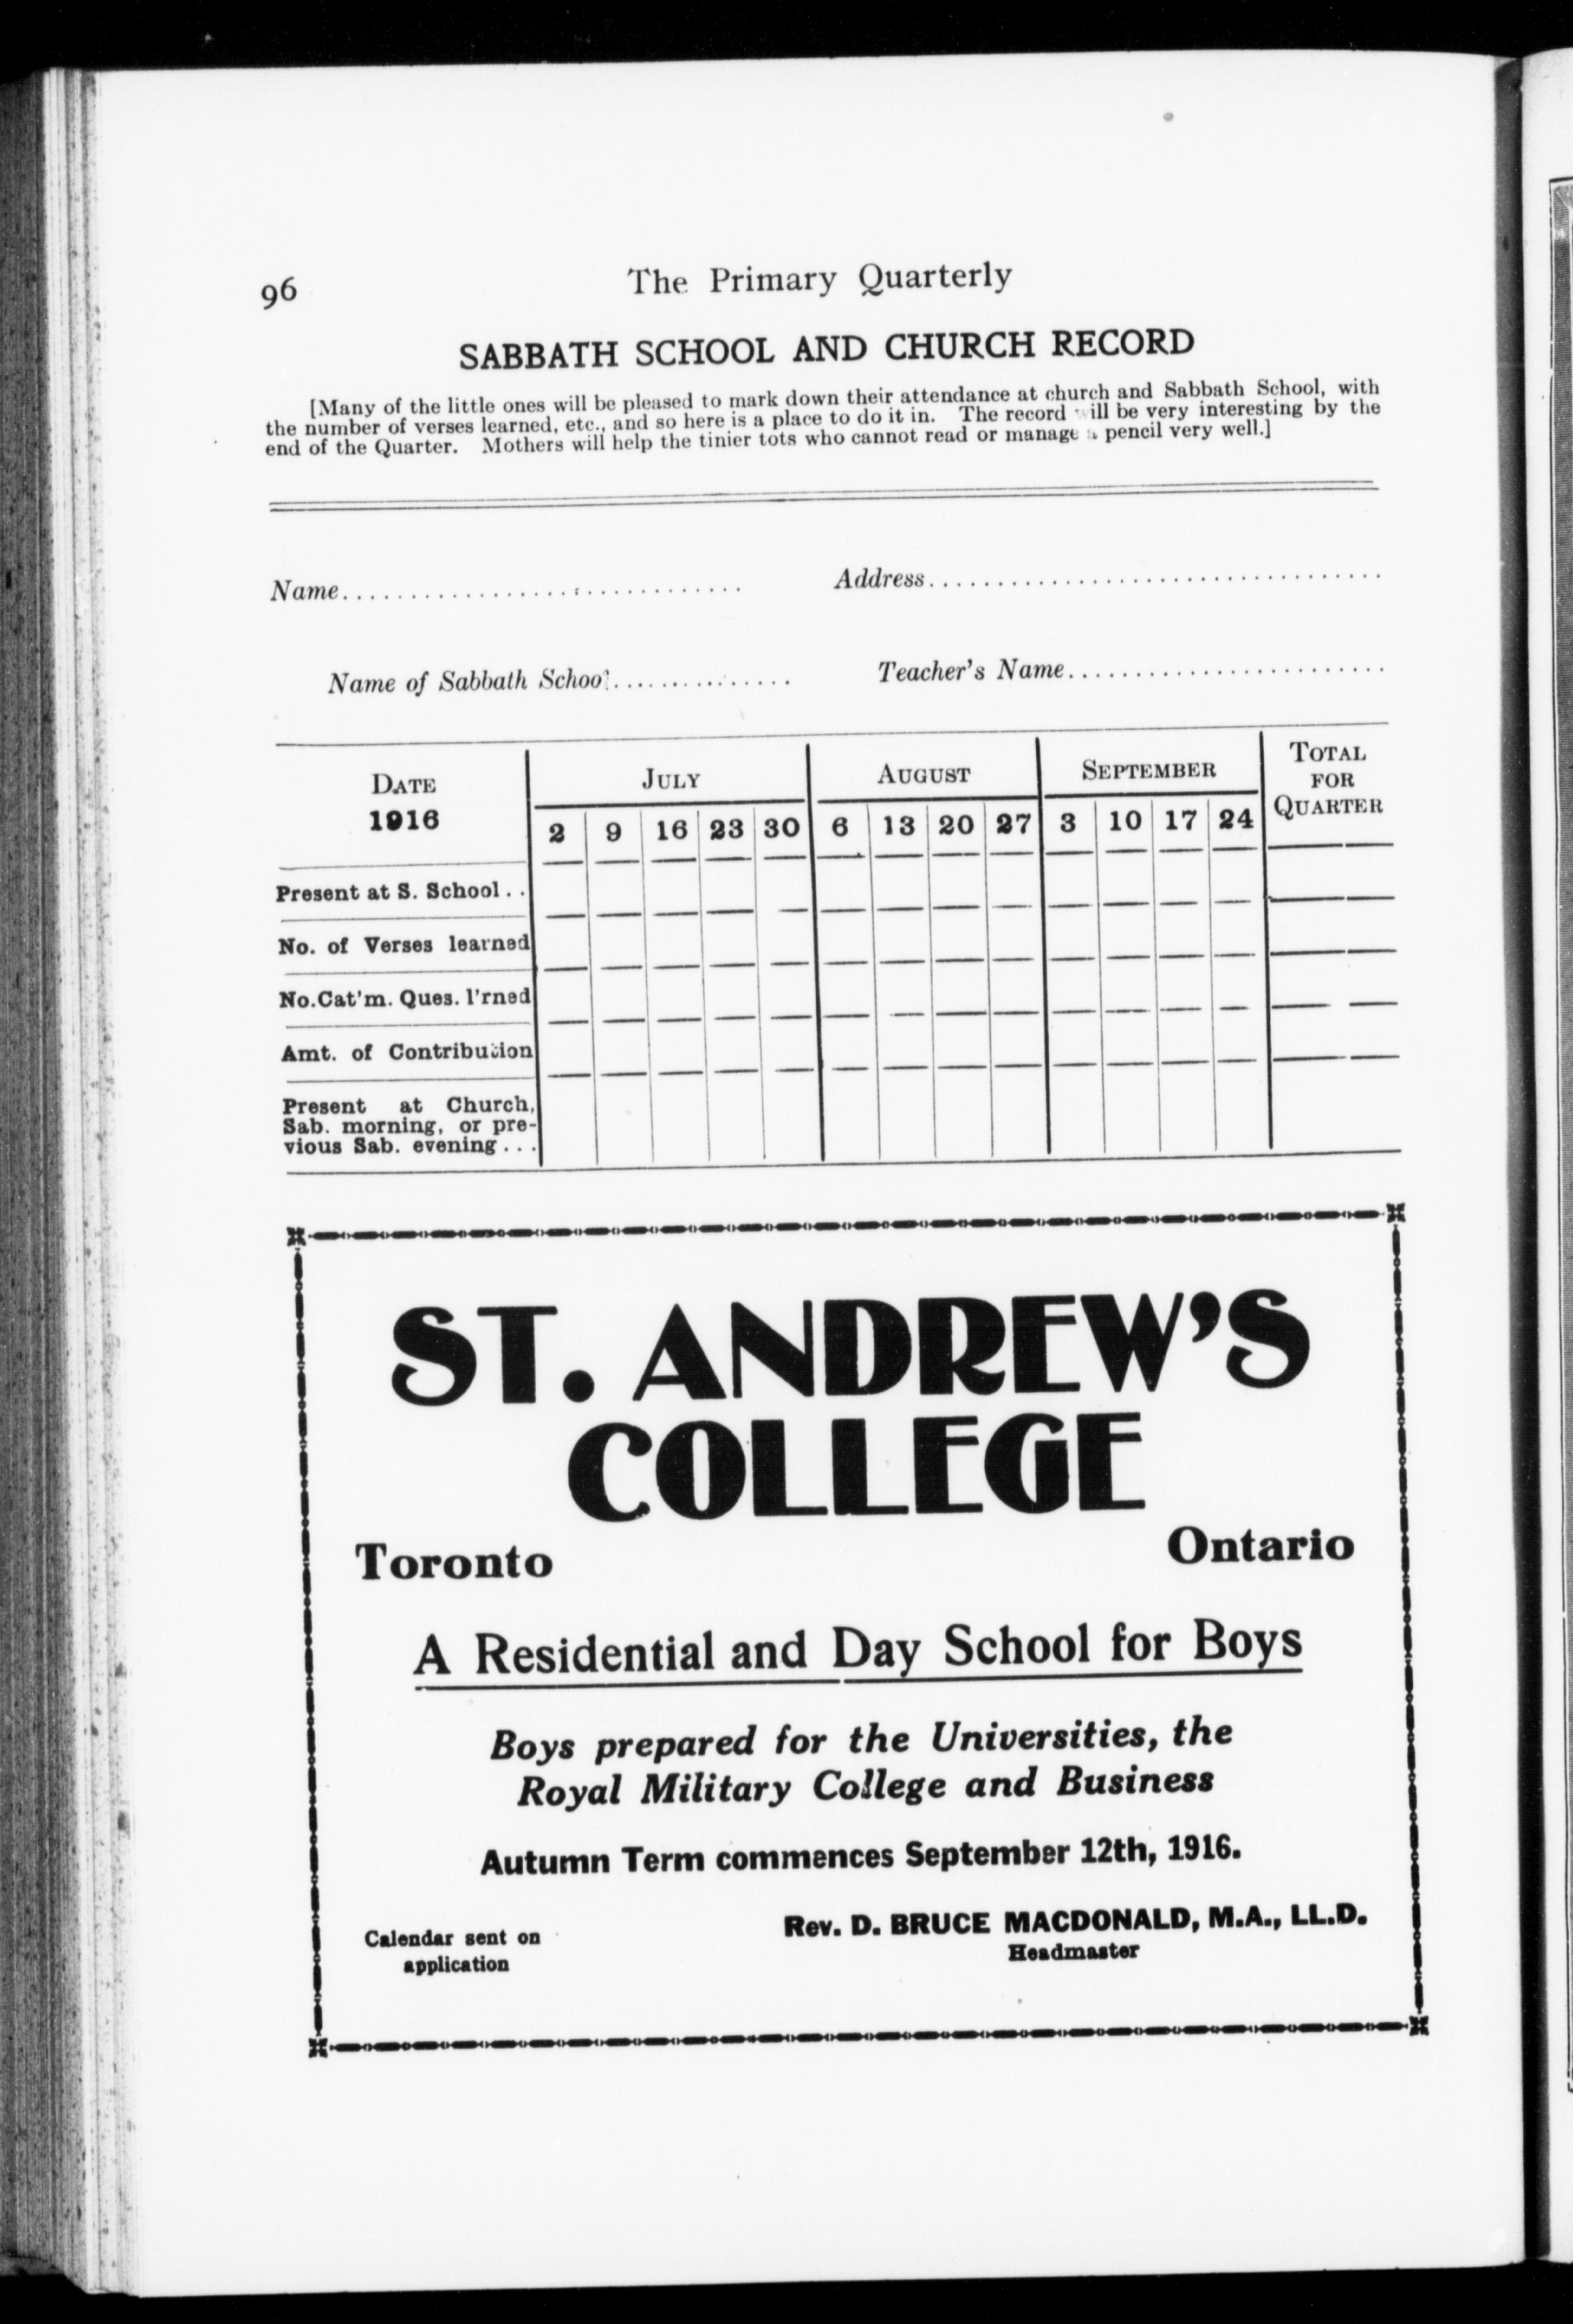 96
The Primary Quarterly
SABBATH SCHOOL AND CHURCH RECORD
[Many of the little ones will be pleased to mark down their attendance at church and Sabbath School, with
the number of verses learned, etc., and so here is a place to do it in. The record will be very interesting by the
end of the Quarter. Mothers will help the tinier tots who cannot read or manage a pencil very well.]
Name.............................. Address..................................
Name of Sabbath School.............. Teacher's Name........................
DATE 1916 JULY AUGUST SEPTEMBER TOTAL FOR QUARTER
2 9 16 23 30 6 13 20 27 3 10 17 24
Present at S. School..
No. of Verses learned
No.Cat'm. Ques. l'rned
Amt. of Contribution
Present at Church,
Sab. morning, or pre-
vious Sab. evening...
ST. ANDREW'S
COLLEGE
Toronto Ontario
A Residential and Day School for Boys
Boys prepared for the Universities, the
Royal Military College and Business
Autumn Term commences September 12th, 1916.
Calendar sent on
application
Rev. D. BRUCE MACDONALD, M.A., LL.D.
Headmaster